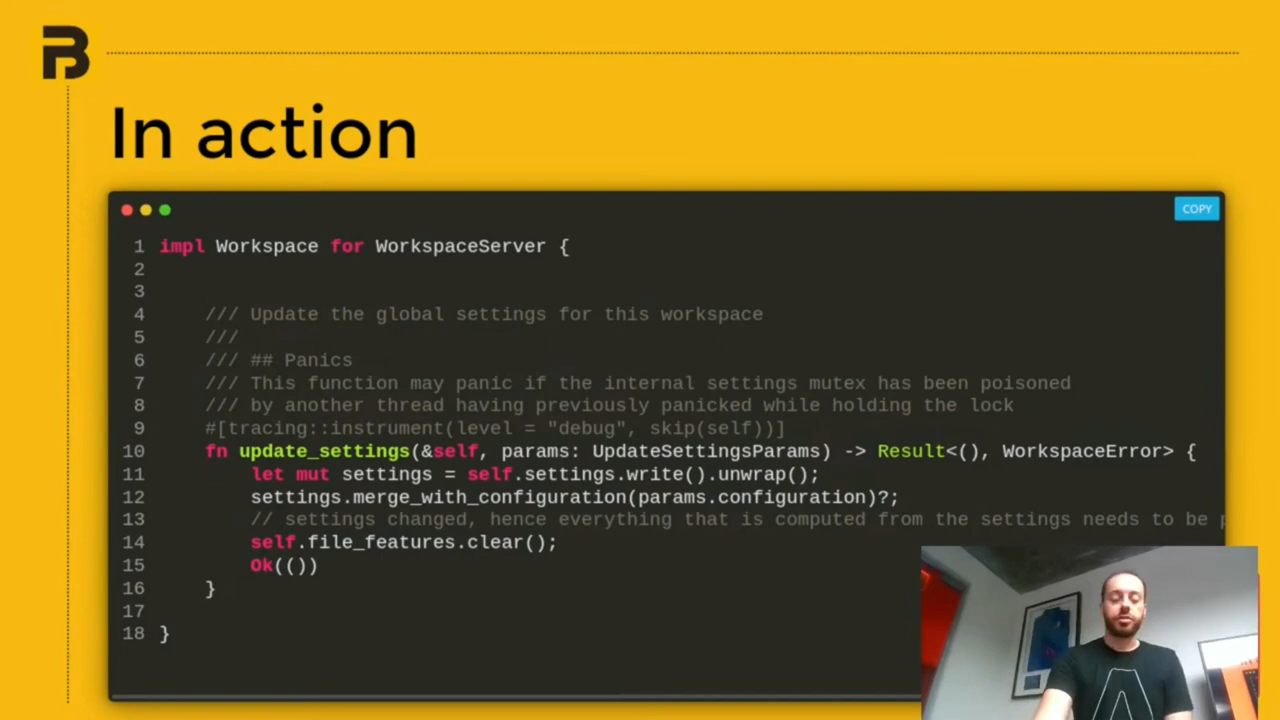 B
In action
COPY
1 impl Workspace for WorkspaceServer {
2
3
4 /// Update the global settings for this workspace
5 ///
6 /// ## Panics
7 /// This function may panic if the internal settings mutex has been poisoned
8 /// by another thread having previously panicked while holding the lock
9 #[tracing::instrument(level = "debug", skip(self))]
10 fn update_settings(&self, params: UpdateSettingsParams) -> Result<(), WorkspaceError> {
11 let mut settings = self.settings.write().unwrap();
12 settings.merge_with_configuration(params.configuration)?;
13 // settings changed, hence everything that is computed from the settings needs to be
14 self.file_features.clear();
15 Ok(())
16 }
17
18 }